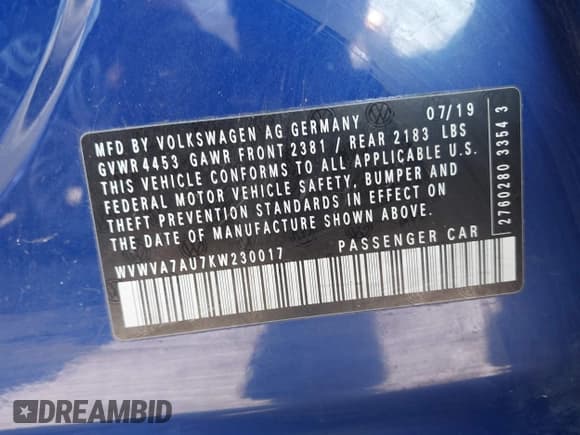 MFD BY VOLKSWAGEN AG GERMANY 07/19
GVWR 4453 GAWR FRONT 2381 / REAR 2183 LBS
THIS VEHICLE CONFORMS TO ALL APPLICABLE U.S.
FEDERAL MOTOR VEHICLE SAFETY, BUMPER AND
THEFT PREVENTION STANDARDS IN EFFECT ON
THE DATE OF MANUFACTURE SHOWN ABOVE.
WVWVA7AU7KW230017 PASSENGER CAR
2760280 3354 3
DREAMBID